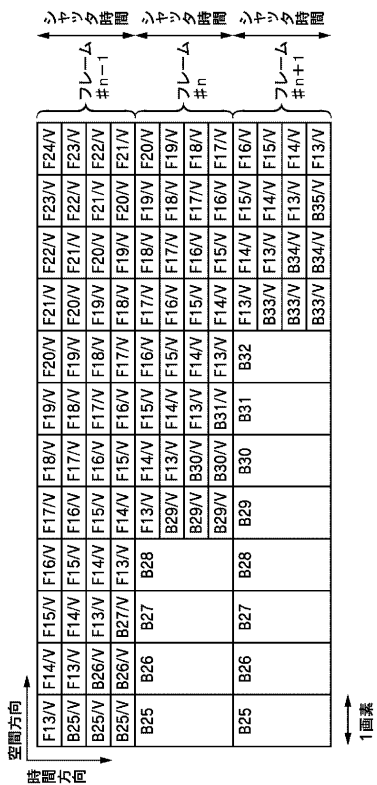 空間方向
時間方向
F13/V F14/V F15/V F16/V F17/V F18/V F19/V F20/V F21/V F22/V F23/V F24/V
B25/V F13/V F14/V F15/V F16/V F17/V F18/V F19/V F20/V F21/V F22/V F23/V
B25/V B26/V F13/V F14/V F15/V F16/V F17/V F18/V F19/V F20/V F21/V F22/V
B25/V B26/V B27/V F13/V F14/V F15/V F16/V F17/V F18/V F19/V F20/V F21/V
フレーム
#n−1
シャッタ時間
B25 B26 B27 B28 F13/V F14/V F15/V F16/V F17/V F18/V F19/V F20/V
B29/V F13/V F14/V F15/V F16/V F17/V F18/V F19/V
B29/V B30/V F13/V F14/V F15/V F16/V F17/V F18/V
B29/V B30/V B31/V F13/V F14/V F15/V F16/V F17/V
フレーム
#n
シャッタ時間
B25 B26 B27 B28 B29 B30 B31 B32 F13/V F14/V F15/V F16/V
B33/V F13/V F14/V F15/V
B33/V B34/V F13/V F14/V
B33/V B34/V B35/V F13/V
フレーム
#n+1
シャッタ時間
1画素